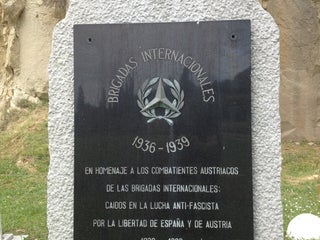 BRIGADAS INTERNACIONALES
1936-1939
EN HOMENAJE A LOS COMBATIENTES AUSTRIACOS
DE LAS BRIGADAS INTERNACIONALES:
CAIDOS EN LA LUCHA ANTI-FASCISTA
POR LA LIBERTAD DE ESPAÑA Y DE AUSTRIA